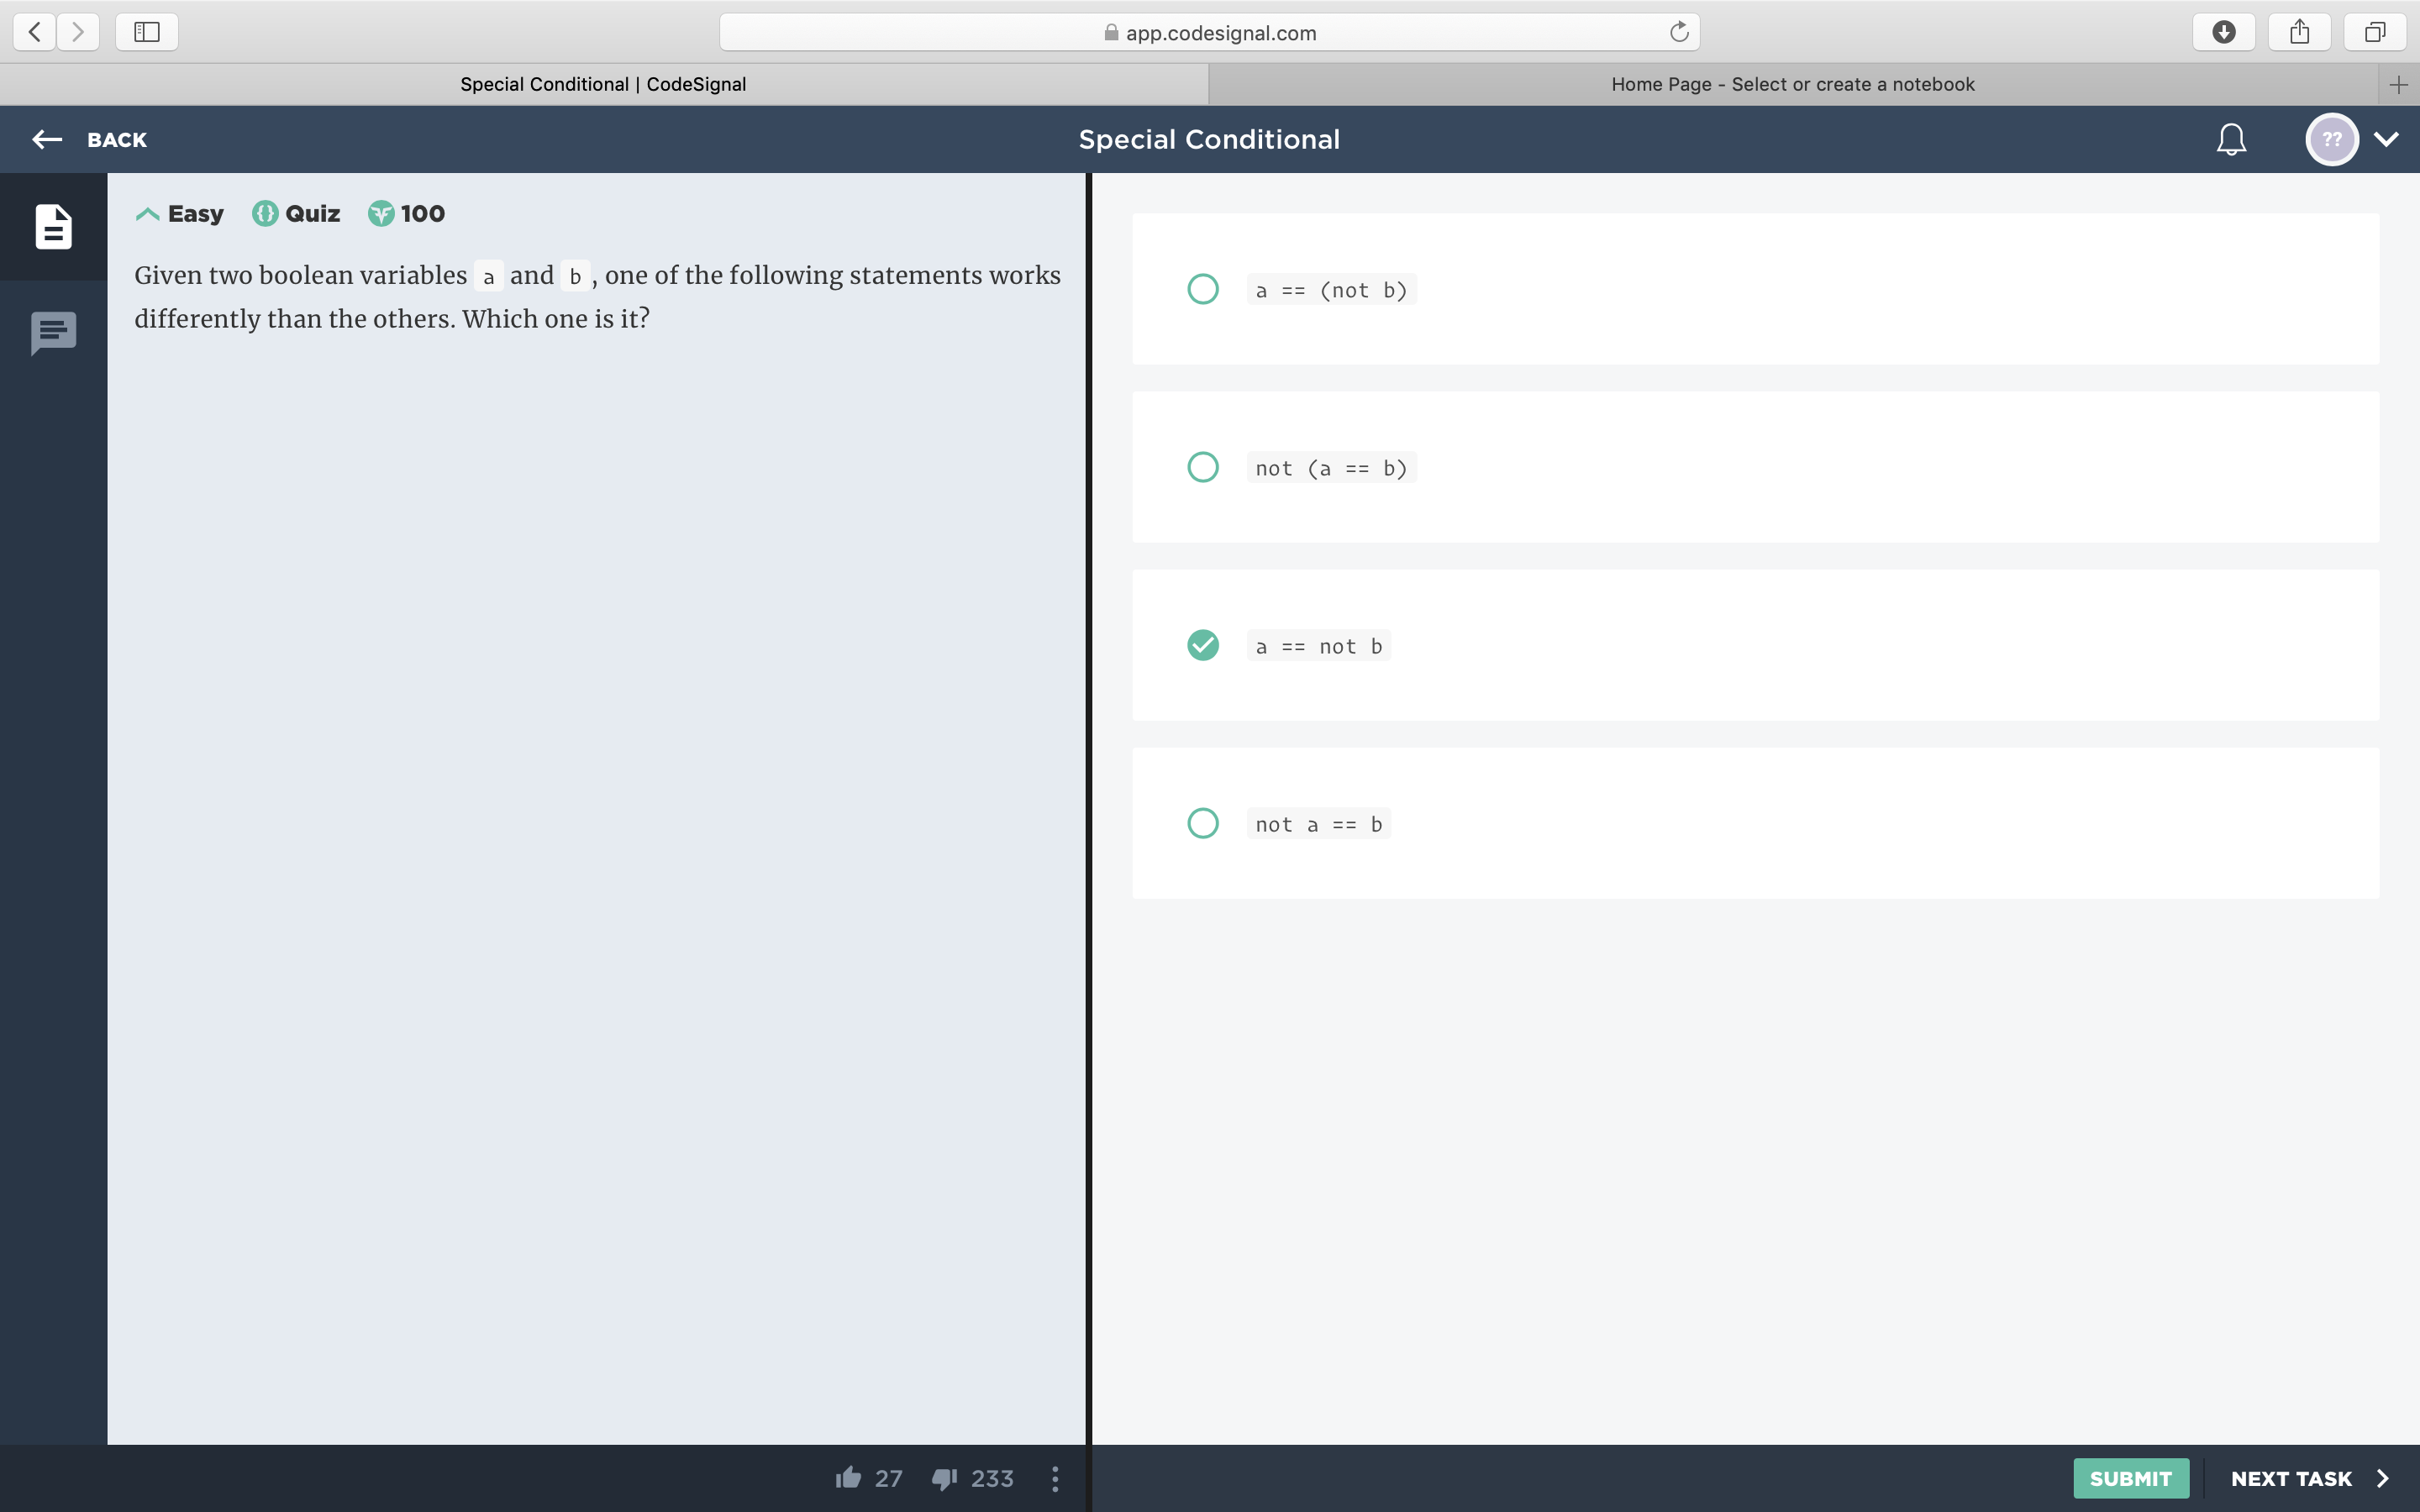 app.codesignal.com
Special Conditional | CodeSignal
Home Page - Select or create a notebook
BACK
Special Conditional
??
Easy Quiz 100
Given two boolean variables a and b, one of the following statements works
differently than the others. Which one is it?
a == (not b)
not (a == b)
a == not b
not a == b
27 233
SUBMIT
NEXT TASK